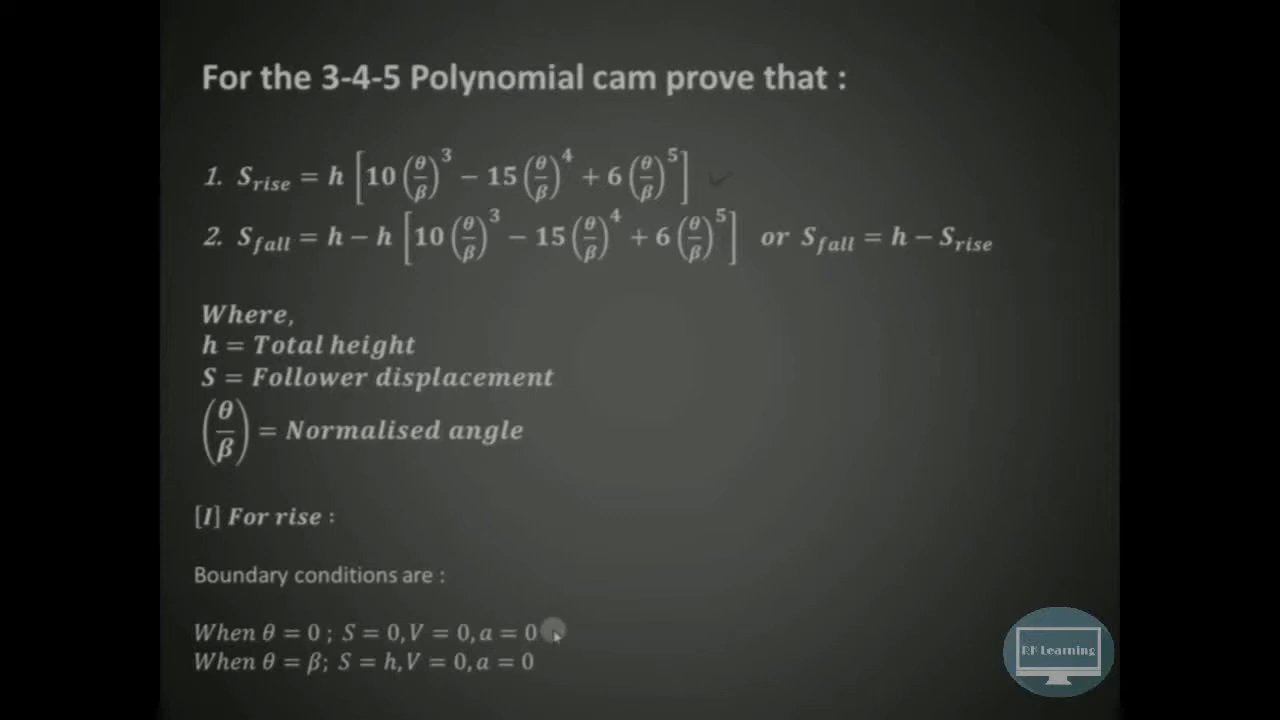 For the 3-4-5 Polynomial cam prove that :
1. S_rise = h [10 (θ/β)^3 − 15 (θ/β)^4 + 6 (θ/β)^5]
2. S_fall = h − h [10 (θ/β)^3 − 15 (θ/β)^4 + 6 (θ/β)^5] or S_fall = h − S_rise
Where,
h = Total height
S = Follower displacement
(θ/β) = Normalised angle
[I] For rise :
Boundary conditions are :
When θ = 0 ; S = 0, V = 0, a = 0
When θ = β; S = h, V = 0, a = 0
RK Learning